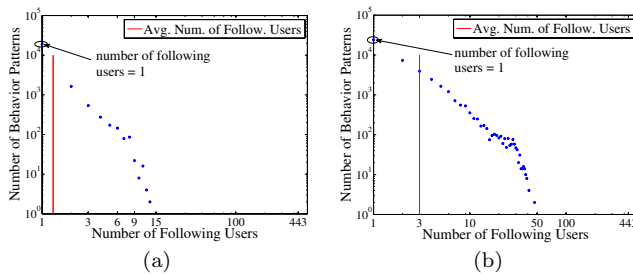 Avg. Num. of Follow. Users
number of following
users = 1
Number of Behavior Patterns
10^5
10^4
10^3
10^2
10^1
10^0
1 3 6 9 15 100 443
Number of Following Users
(a)
Avg. Num. of Follow. Users
number of following
users = 1
Number of Behavior Patterns
10^5
10^4
10^3
10^2
10^1
10^0
1 3 10 50 100 443
Number of Following Users
(b)